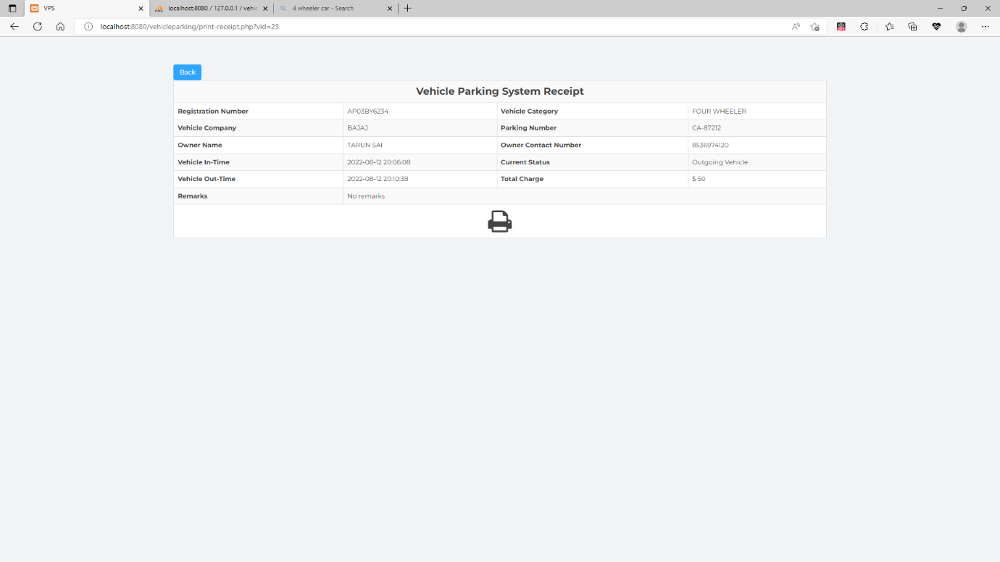 VPS
localhost:8080 / 127.0.0.1 / vehic
4 wheeler car - Search
localhost:8080/vehicleparking/print-receipt.php?vid=23
Back
Vehicle Parking System Receipt
Registration Number AP03BY6234 Vehicle Category FOUR WHEELER
Vehicle Company BAJAJ Parking Number CA-87212
Owner Name TARUN SAI Owner Contact Number 8536974120
Vehicle In-Time 2022-08-12 20:06:08 Current Status Outgoing Vehicle
Vehicle Out-Time 2022-08-12 20:10:38 Total Charge $ 50
Remarks No remarks